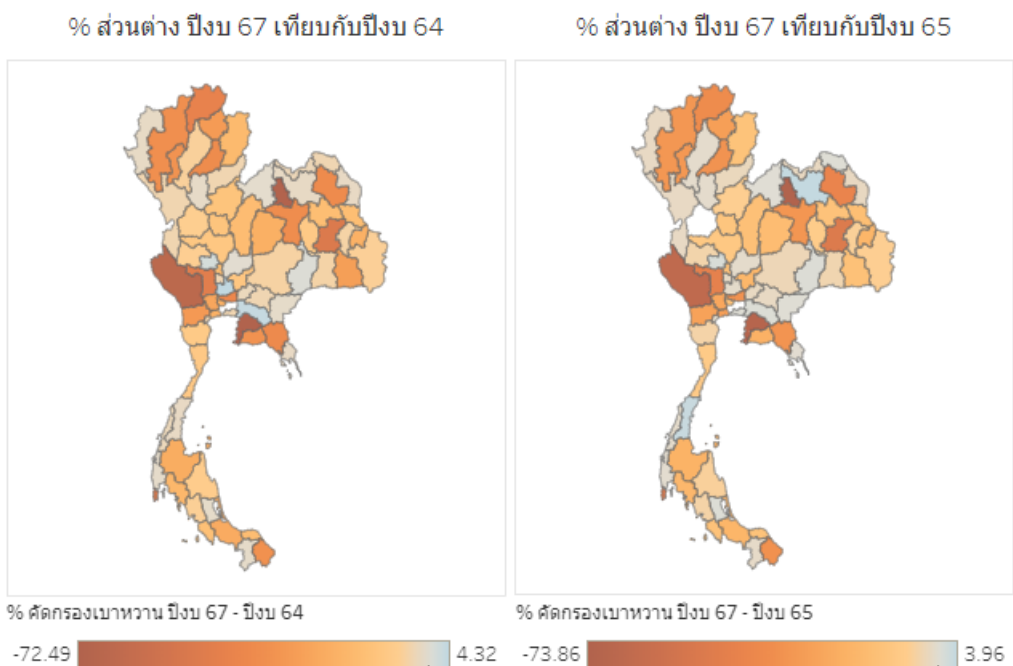 % ส่วนต่าง ปีงบ 67 เทียบกับปีงบ 64
% ส่วนต่าง ปีงบ 67 เทียบกับปีงบ 65
% คัดกรองเบาหวาน ปีงบ 67 - ปีงบ 64
% คัดกรองเบาหวาน ปีงบ 67 - ปีงบ 65
-72.49 4.32
-73.86 3.96